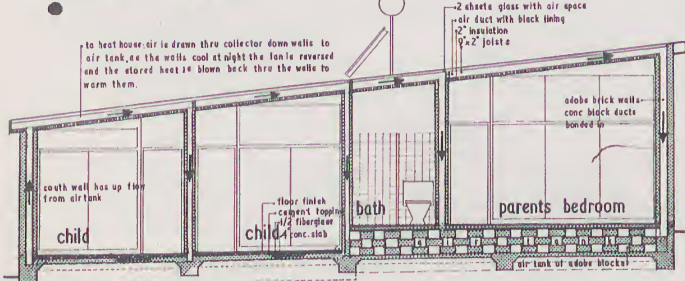 2 sheets glass with air space
air duct with black lining
2" insulation
9"x 2" joists
to heat house: air is drawn thru collector down walls to
air tank, as the walls cool at night the fan is reversed
and the stored heat is blown back thru the walls to
warm them.
adobe brick walls-
conc block ducts
bonded in
south wall has up flow
from air tank
floor finish
cement topping
1/2 fiberglass
4" conc. slab
child
child
bath
parents bedroom
air tank
air tank of adobe blocks